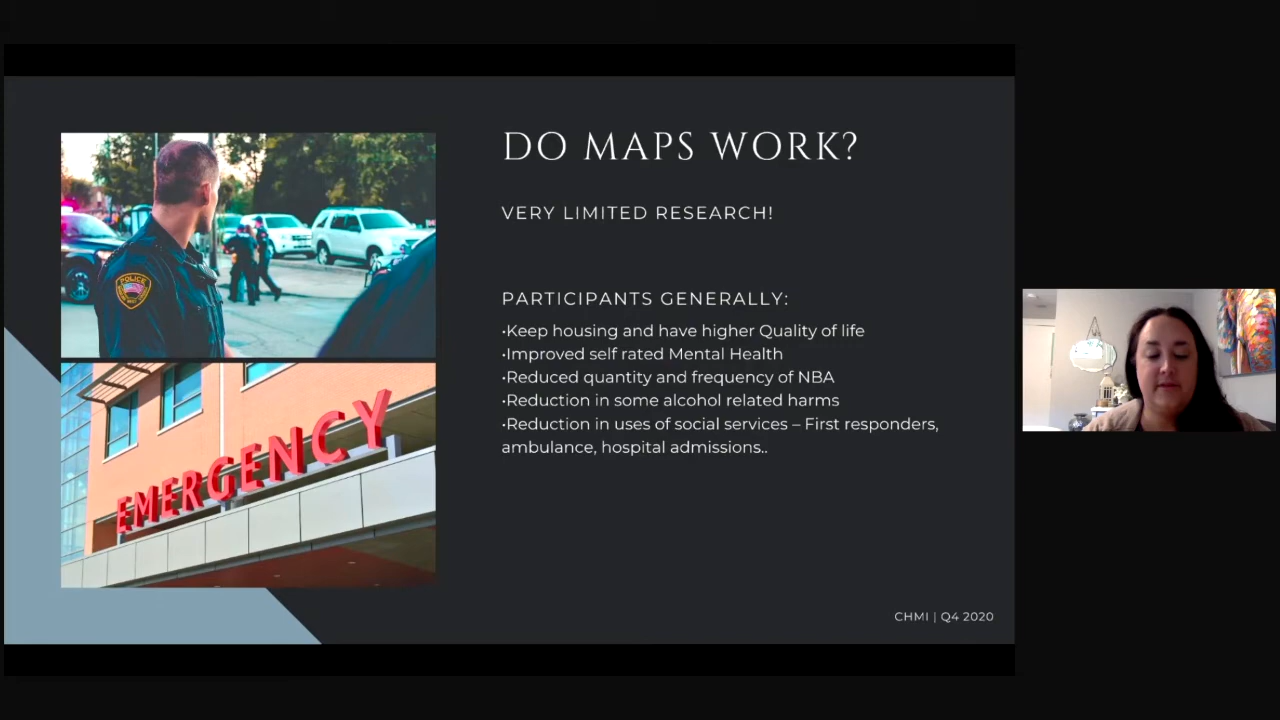 DO MAPS WORK?
VERY LIMITED RESEARCH!
PARTICIPANTS GENERALLY:
•Keep housing and have higher Quality of life
•Improved self rated Mental Health
•Reduced quantity and frequency of NBA
•Reduction in some alcohol related harms
•Reduction in uses of social services – First responders,
ambulance, hospital admissions..
POLICE
EMERGENCY
CHMI | Q4 2020